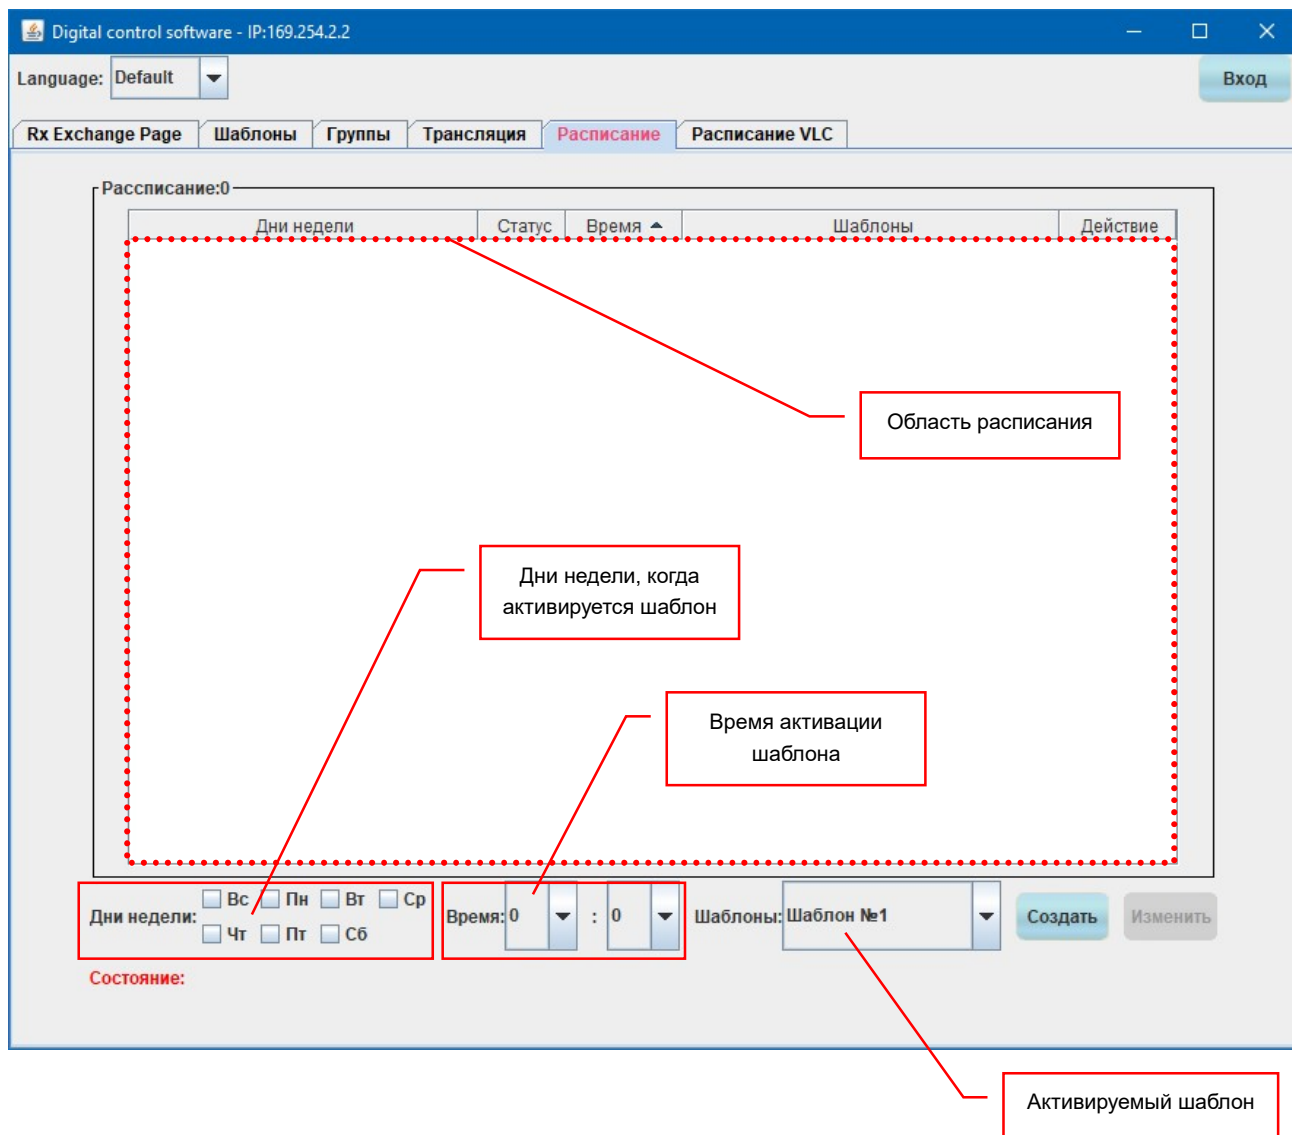 Digital control software - IP:169.254.2.2
Language: Default
Вход
Rx Exchange Page Шаблоны Группы Трансляция Расписание Расписание VLC
Рассписание:0
Дни недели Статус Время Шаблоны Действие
Область расписания
Дни недели, когда
активируется шаблон
Время активации
шаблона
Дни недели: Вс Пн Вт Ср
Чт Пт Сб
Время: 0 : 0 Шаблоны: Шаблон №1 Создать Изменить
Состояние:
Активируемый шаблон